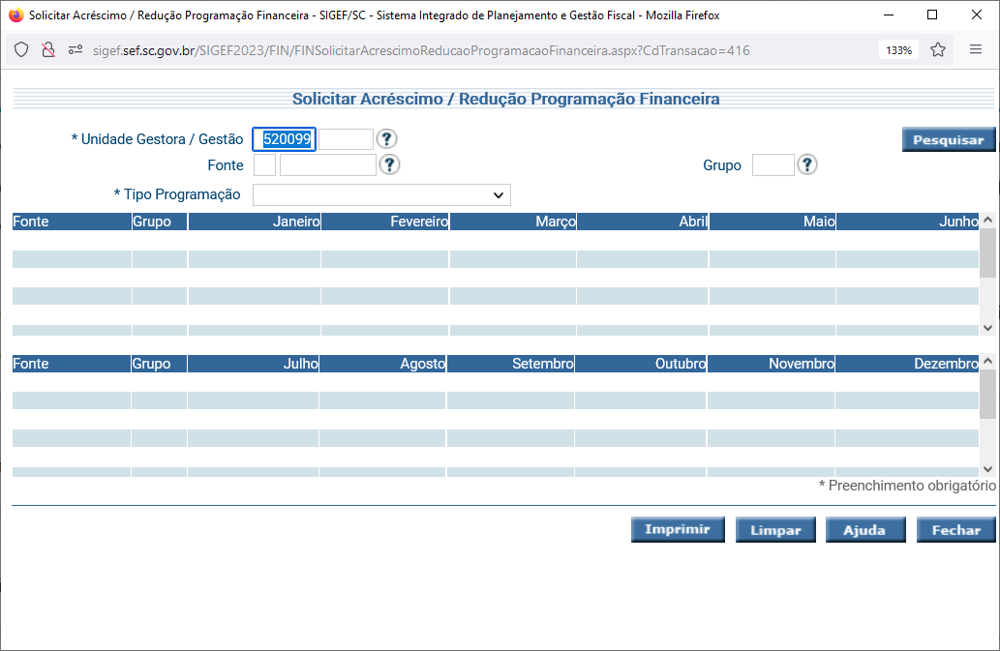 Solicitar Acréscimo / Redução Programação Financeira - SIGEF/SC - Sistema Integrado de Planejamento e Gestão Fiscal - Mozilla Firefox
sigef.sef.sc.gov.br/SIGEF2023/FIN/FINSolicitarAcrescimoReducaoProgramacaoFinanceira.aspx?CdTransacao=416 133%
Solicitar Acréscimo / Redução Programação Financeira
* Unidade Gestora / Gestão 520099 ? Pesquisar
Fonte ? Grupo ?
* Tipo Programação
Fonte Grupo Janeiro Fevereiro Março Abril Maio Junho
Fonte Grupo Julho Agosto Setembro Outubro Novembro Dezembro
* Preenchimento obrigatório
Imprimir Limpar Ajuda Fechar